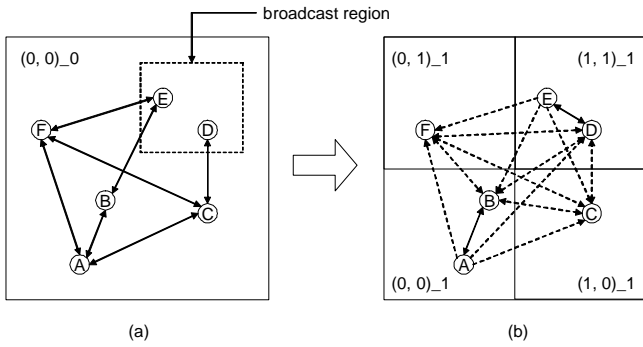 broadcast region
(0, 0)_0
E
F
D
B
C
A
(a)
(0, 1)_1
(1, 1)_1
E
F
D
B
C
A
(0, 0)_1
(1, 0)_1
(b)